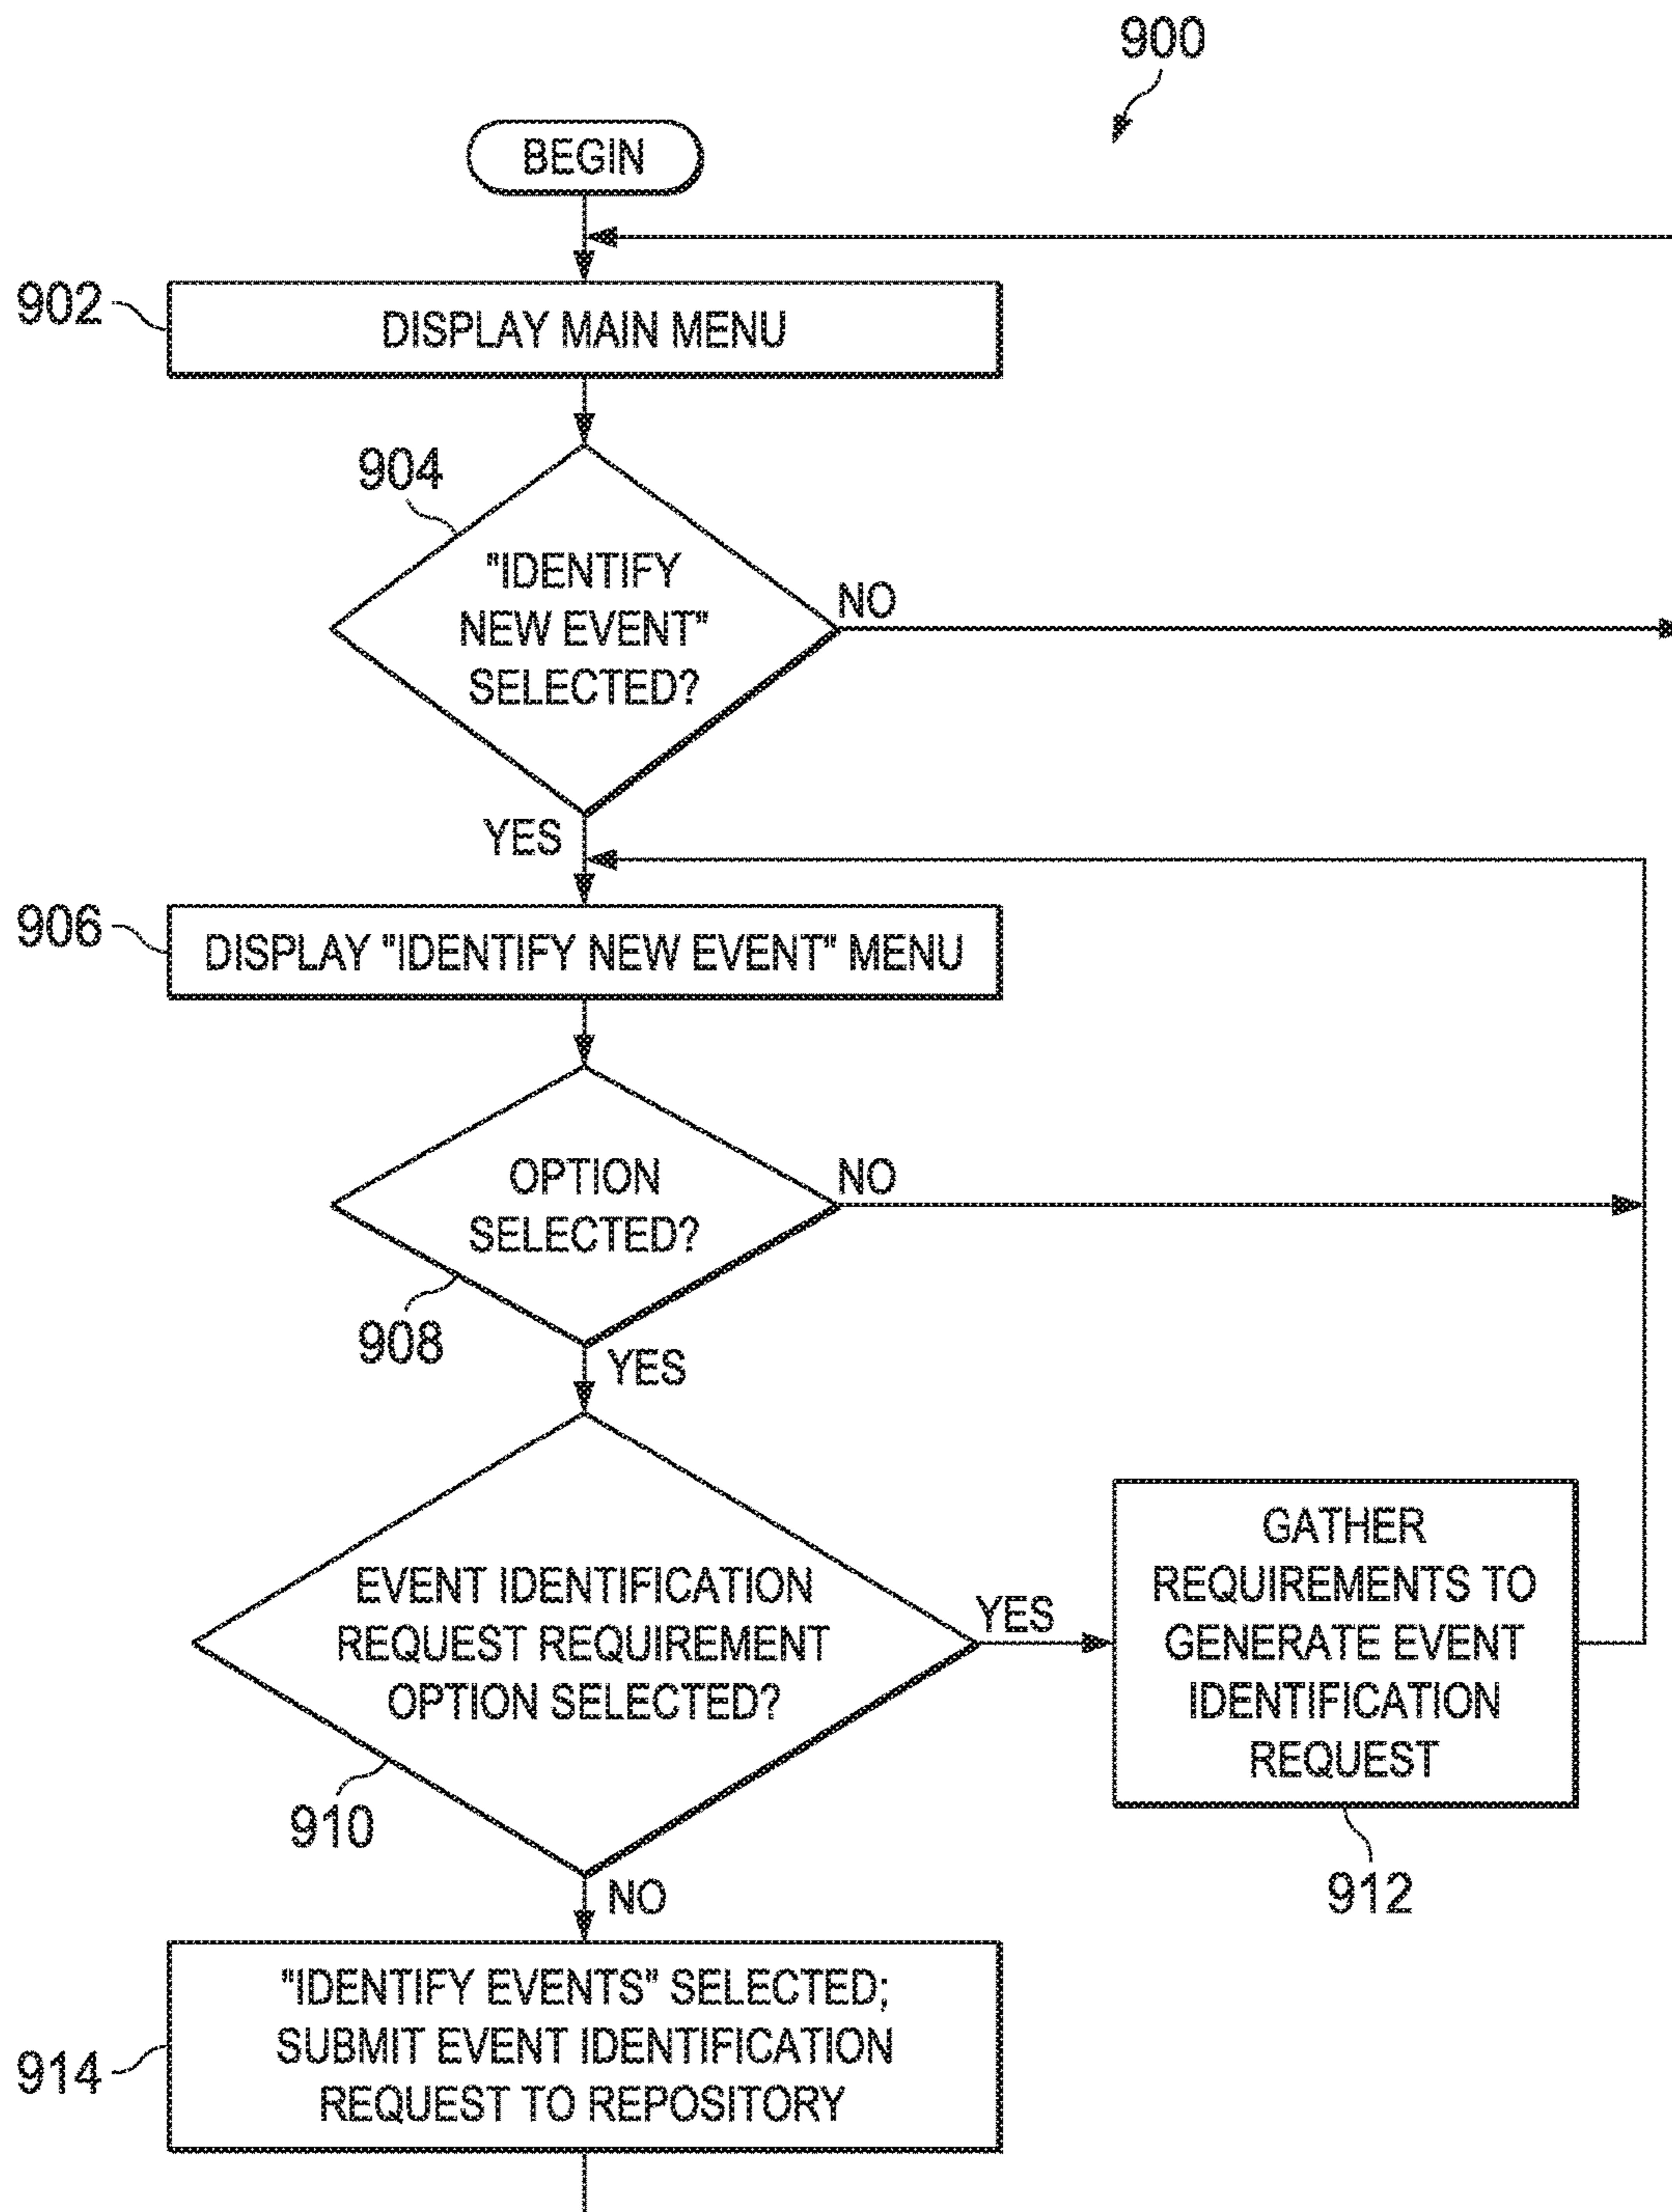 900
BEGIN
902
DISPLAY MAIN MENU
904
"IDENTIFY
NEW EVENT"
SELECTED?
NO
YES
906
DISPLAY "IDENTIFY NEW EVENT" MENU
OPTION
SELECTED?
NO
908
YES
EVENT IDENTIFICATION
REQUEST REQUIREMENT
OPTION SELECTED?
YES
GATHER
REQUIREMENTS TO
GENERATE EVENT
IDENTIFICATION
REQUEST
910
912
NO
"IDENTIFY EVENTS" SELECTED;
SUBMIT EVENT IDENTIFICATION
REQUEST TO REPOSITORY
914